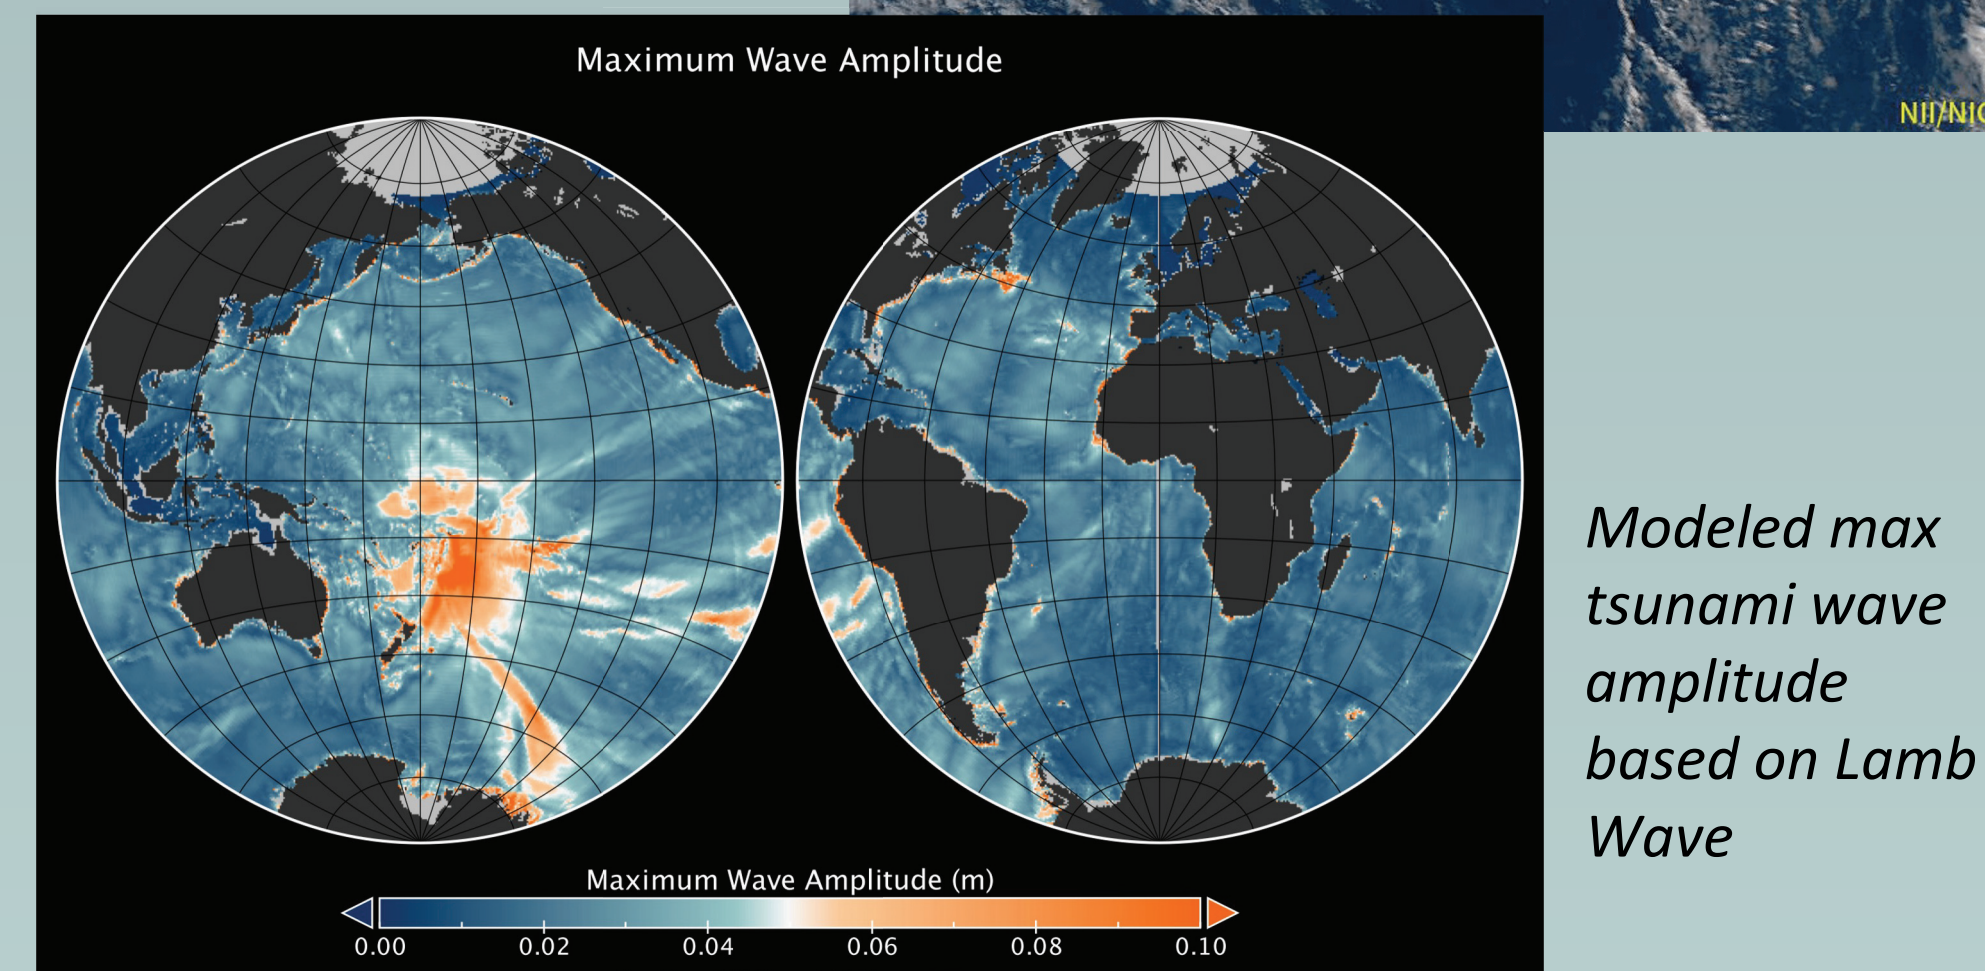 Maximum Wave Amplitude
Modeled max
tsunami wave
amplitude
based on Lamb
Wave
Maximum Wave Amplitude (m)
0.00 0.02 0.04 0.06 0.08 0.10